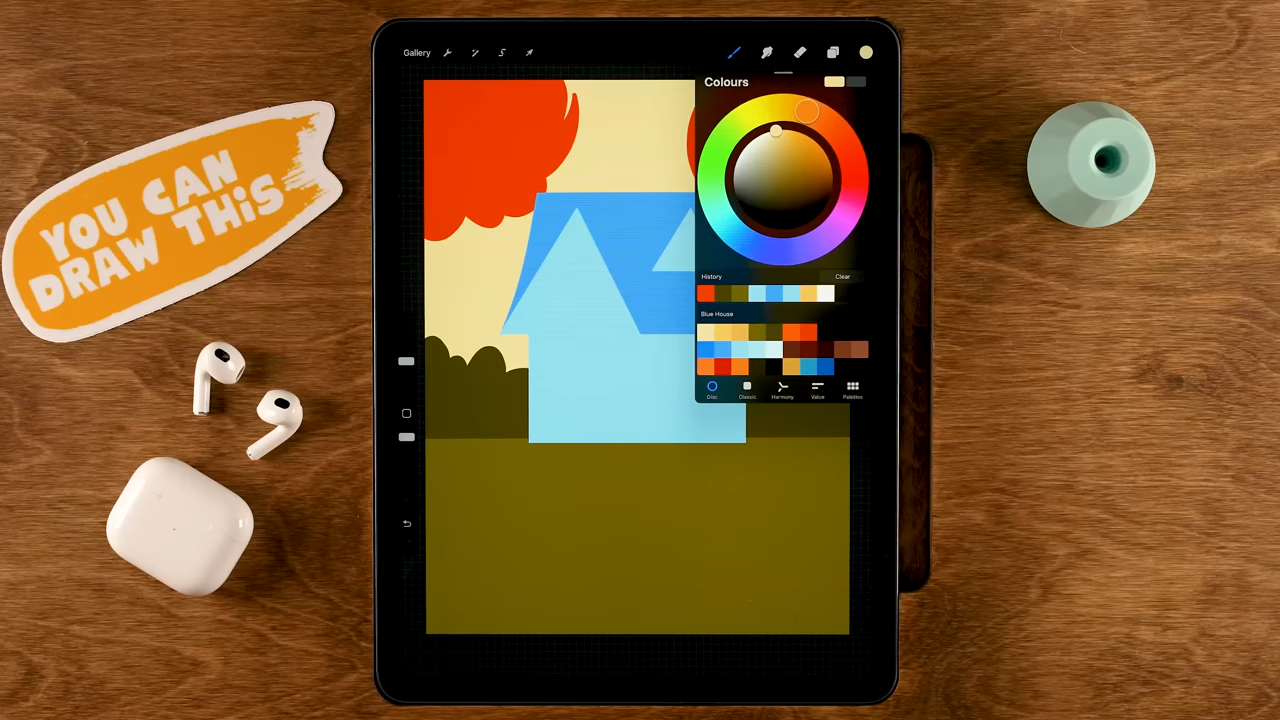 Gallery
Colours
YOU CAN
DRAW THiS
History
Clear
Blue House
Disc
Classic
Harmony
Value
Palettes